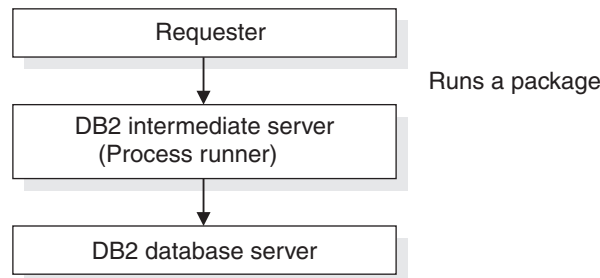 Requester
Runs a package
DB2 intermediate server
(Process runner)
DB2 database server